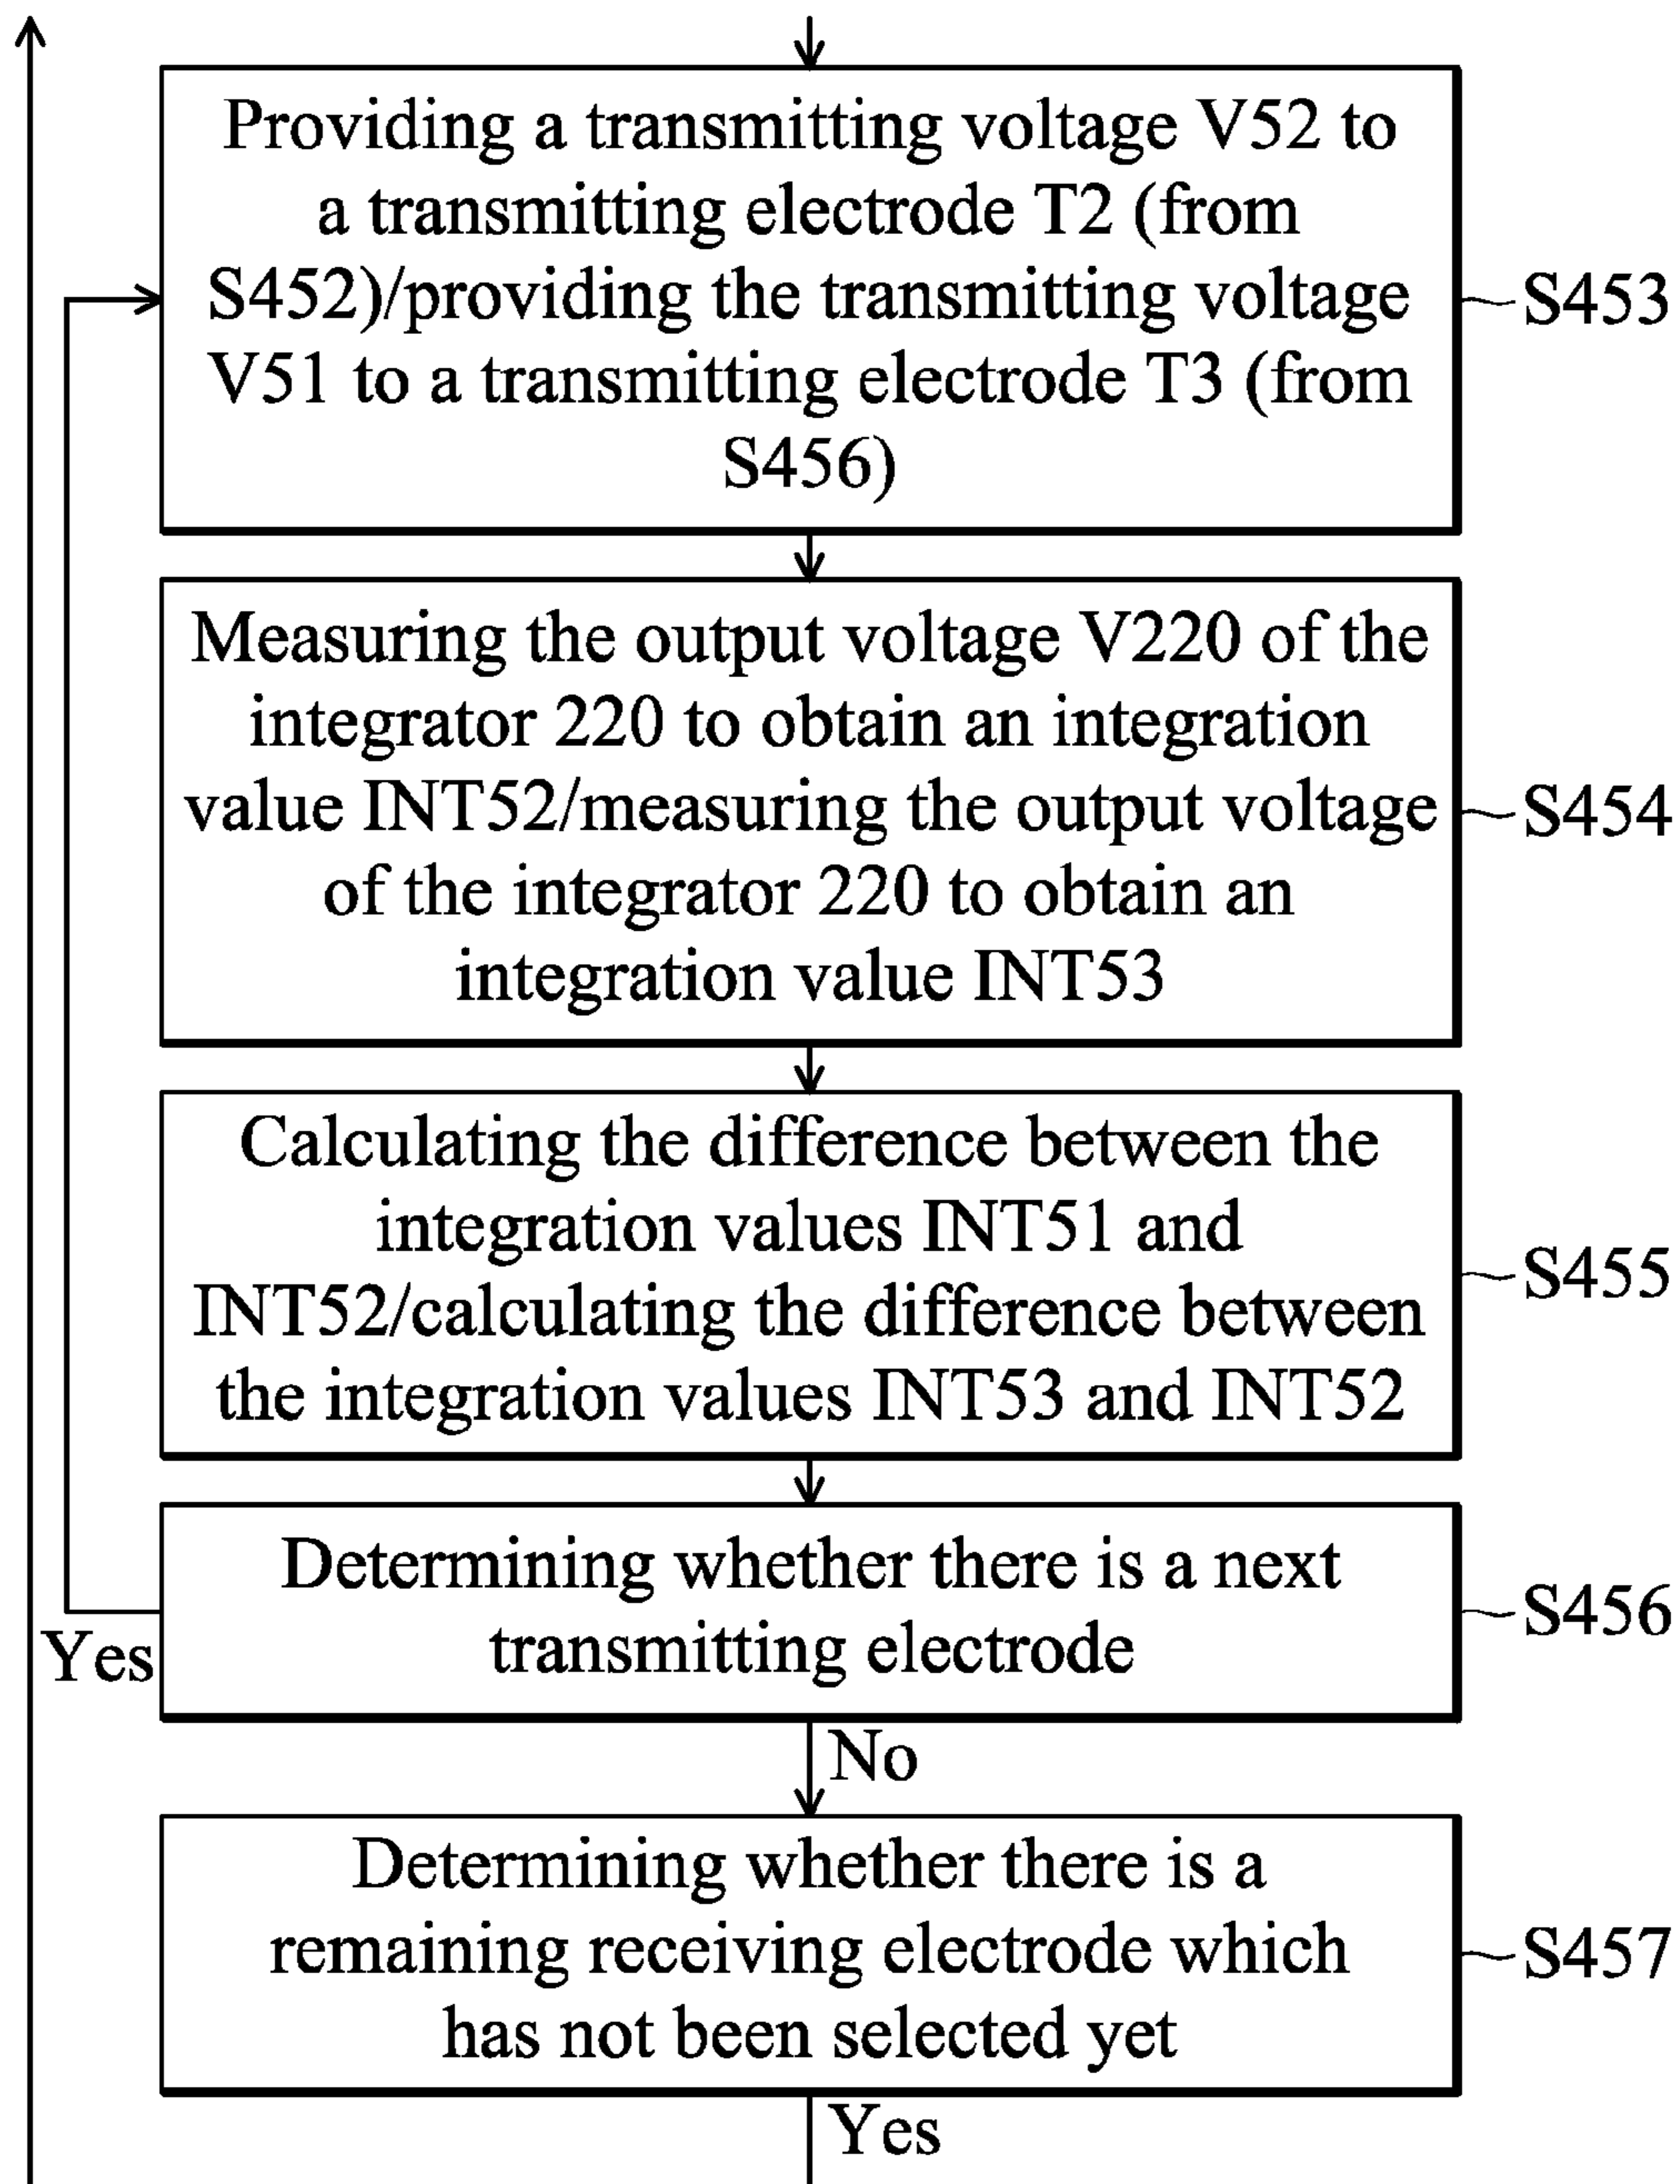 Providing a transmitting voltage V52 to
a transmitting electrode T2 (from
S452)/providing the transmitting voltage
V51 to a transmitting electrode T3 (from
S456)
S453
Measuring the output voltage V220 of the
integrator 220 to obtain an integration
value INT52/measuring the output voltage
of the integrator 220 to obtain an
integration value INT53
S454
Calculating the difference between the
integration values INT51 and
INT52/calculating the difference between
the integration values INT53 and INT52
S455
Determining whether there is a next
transmitting electrode
S456
Yes
No
Determining whether there is a
remaining receiving electrode which
has not been selected yet
S457
Yes